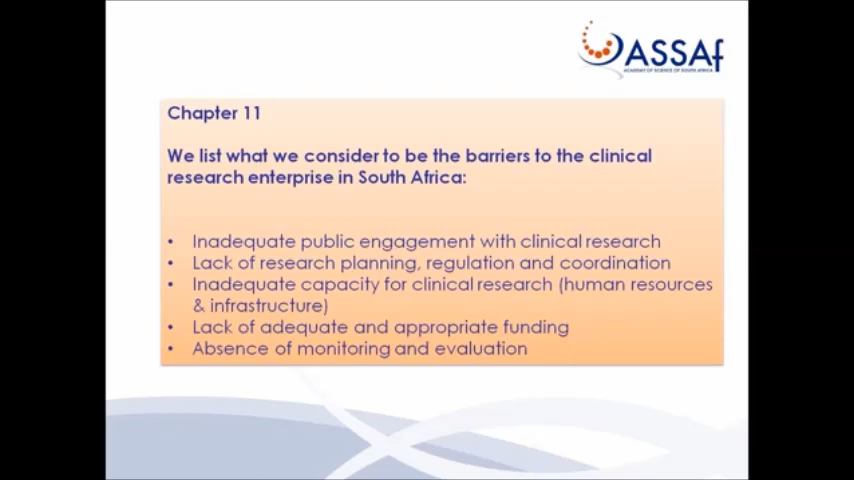 ASSAf
ACADEMY OF SCIENCE OF SOUTH AFRICA
Chapter 11
We list what we consider to be the barriers to the clinical
research enterprise in South Africa:
• Inadequate public engagement with clinical research
• Lack of research planning, regulation and coordination
• Inadequate capacity for clinical research (human resources
& infrastructure)
• Lack of adequate and appropriate funding
• Absence of monitoring and evaluation